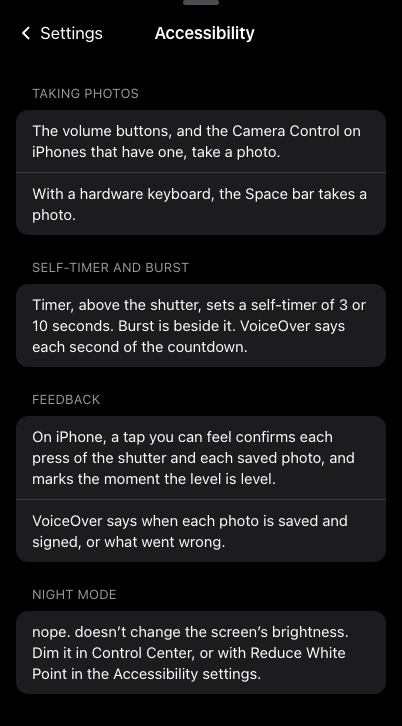 Settings
Accessibility
TAKING PHOTOS
The volume buttons, and the Camera Control on
iPhones that have one, take a photo.
With a hardware keyboard, the Space bar takes a
photo.
SELF-TIMER AND BURST
Timer, above the shutter, sets a self-timer of 3 or
10 seconds. Burst is beside it. VoiceOver says
each second of the countdown.
FEEDBACK
On iPhone, a tap you can feel confirms each
press of the shutter and each saved photo, and
marks the moment the level is level.
VoiceOver says when each photo is saved and
signed, or what went wrong.
NIGHT MODE
nope. doesn’t change the screen’s brightness.
Dim it in Control Center, or with Reduce White
Point in the Accessibility settings.